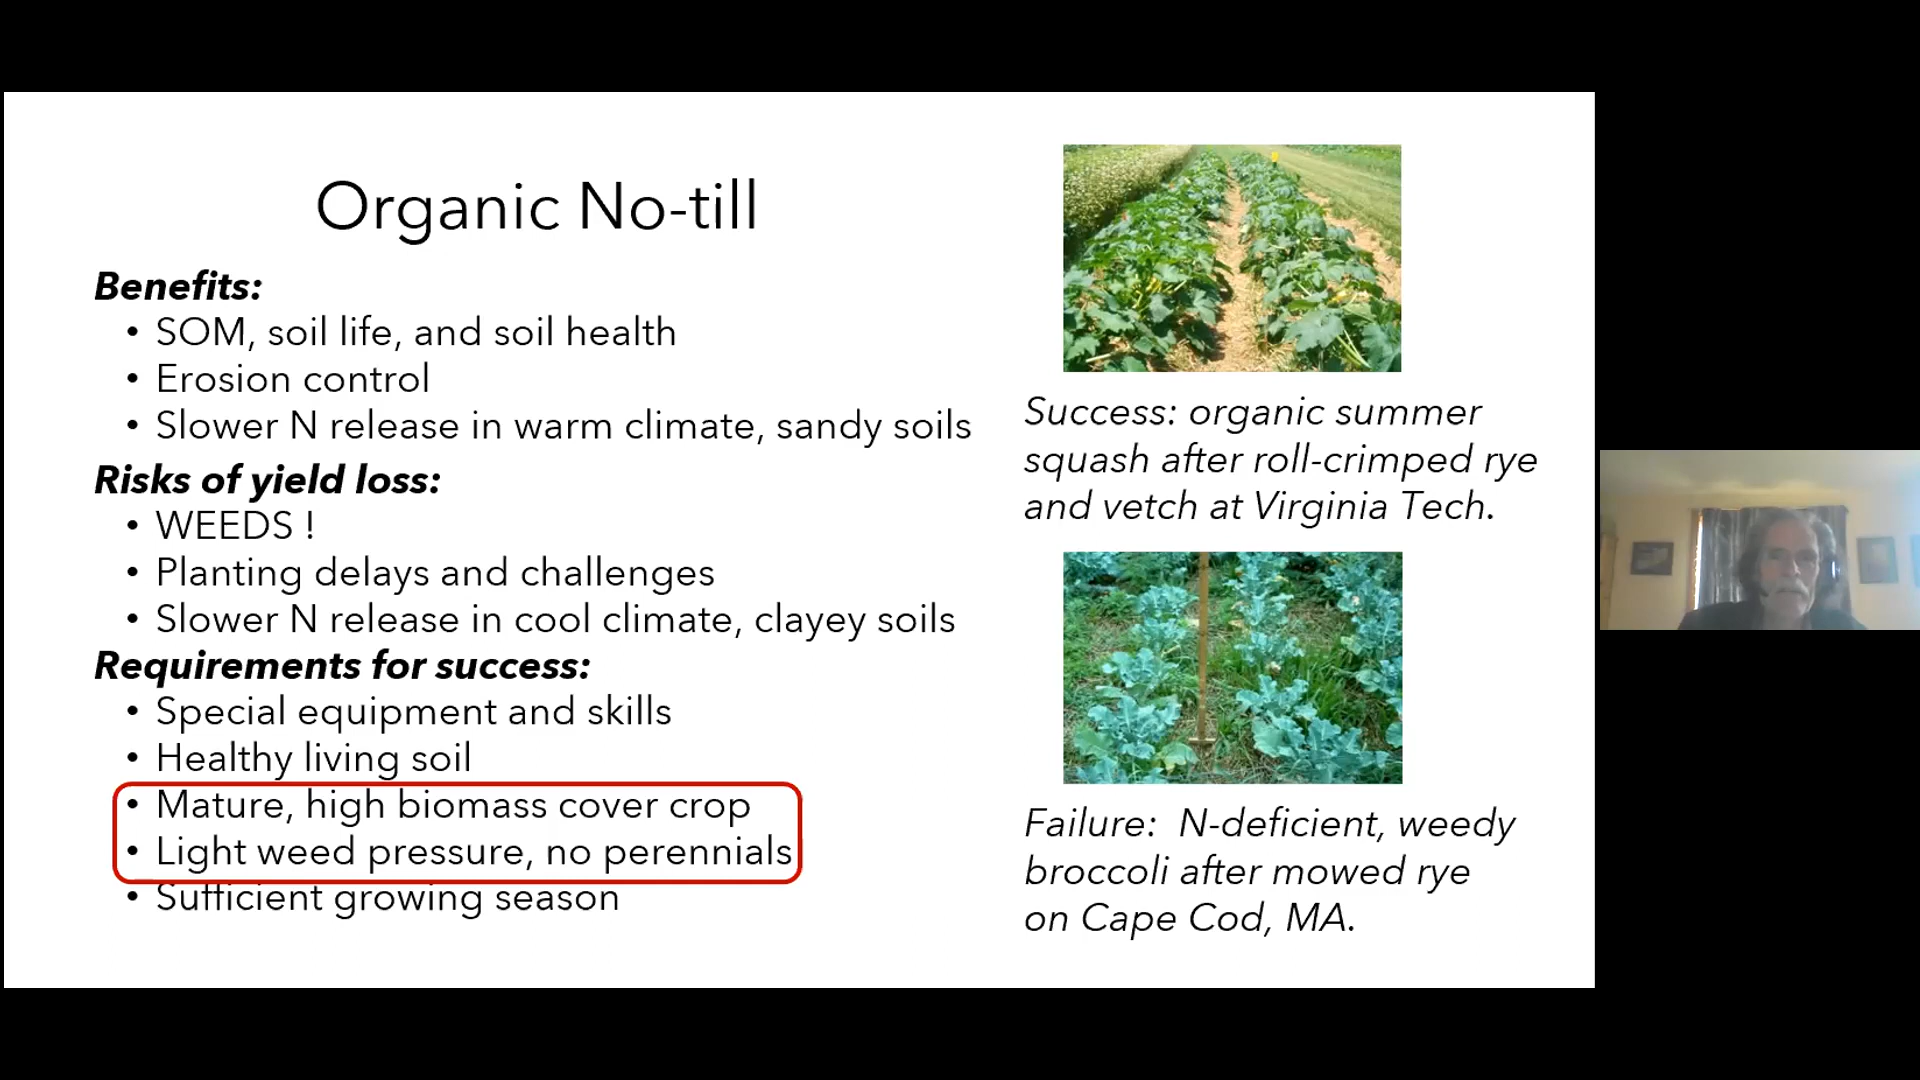 Organic No-till
Benefits:
• SOM, soil life, and soil health
• Erosion control
• Slower N release in warm climate, sandy soils
Risks of yield loss:
• WEEDS !
• Planting delays and challenges
• Slower N release in cool climate, clayey soils
Requirements for success:
• Special equipment and skills
• Healthy living soil
• Mature, high biomass cover crop
• Light weed pressure, no perennials
• Sufficient growing season
Success: organic summer
squash after roll-crimped rye
and vetch at Virginia Tech.
Failure:  N-deficient, weedy
broccoli after mowed rye
on Cape Cod, MA.